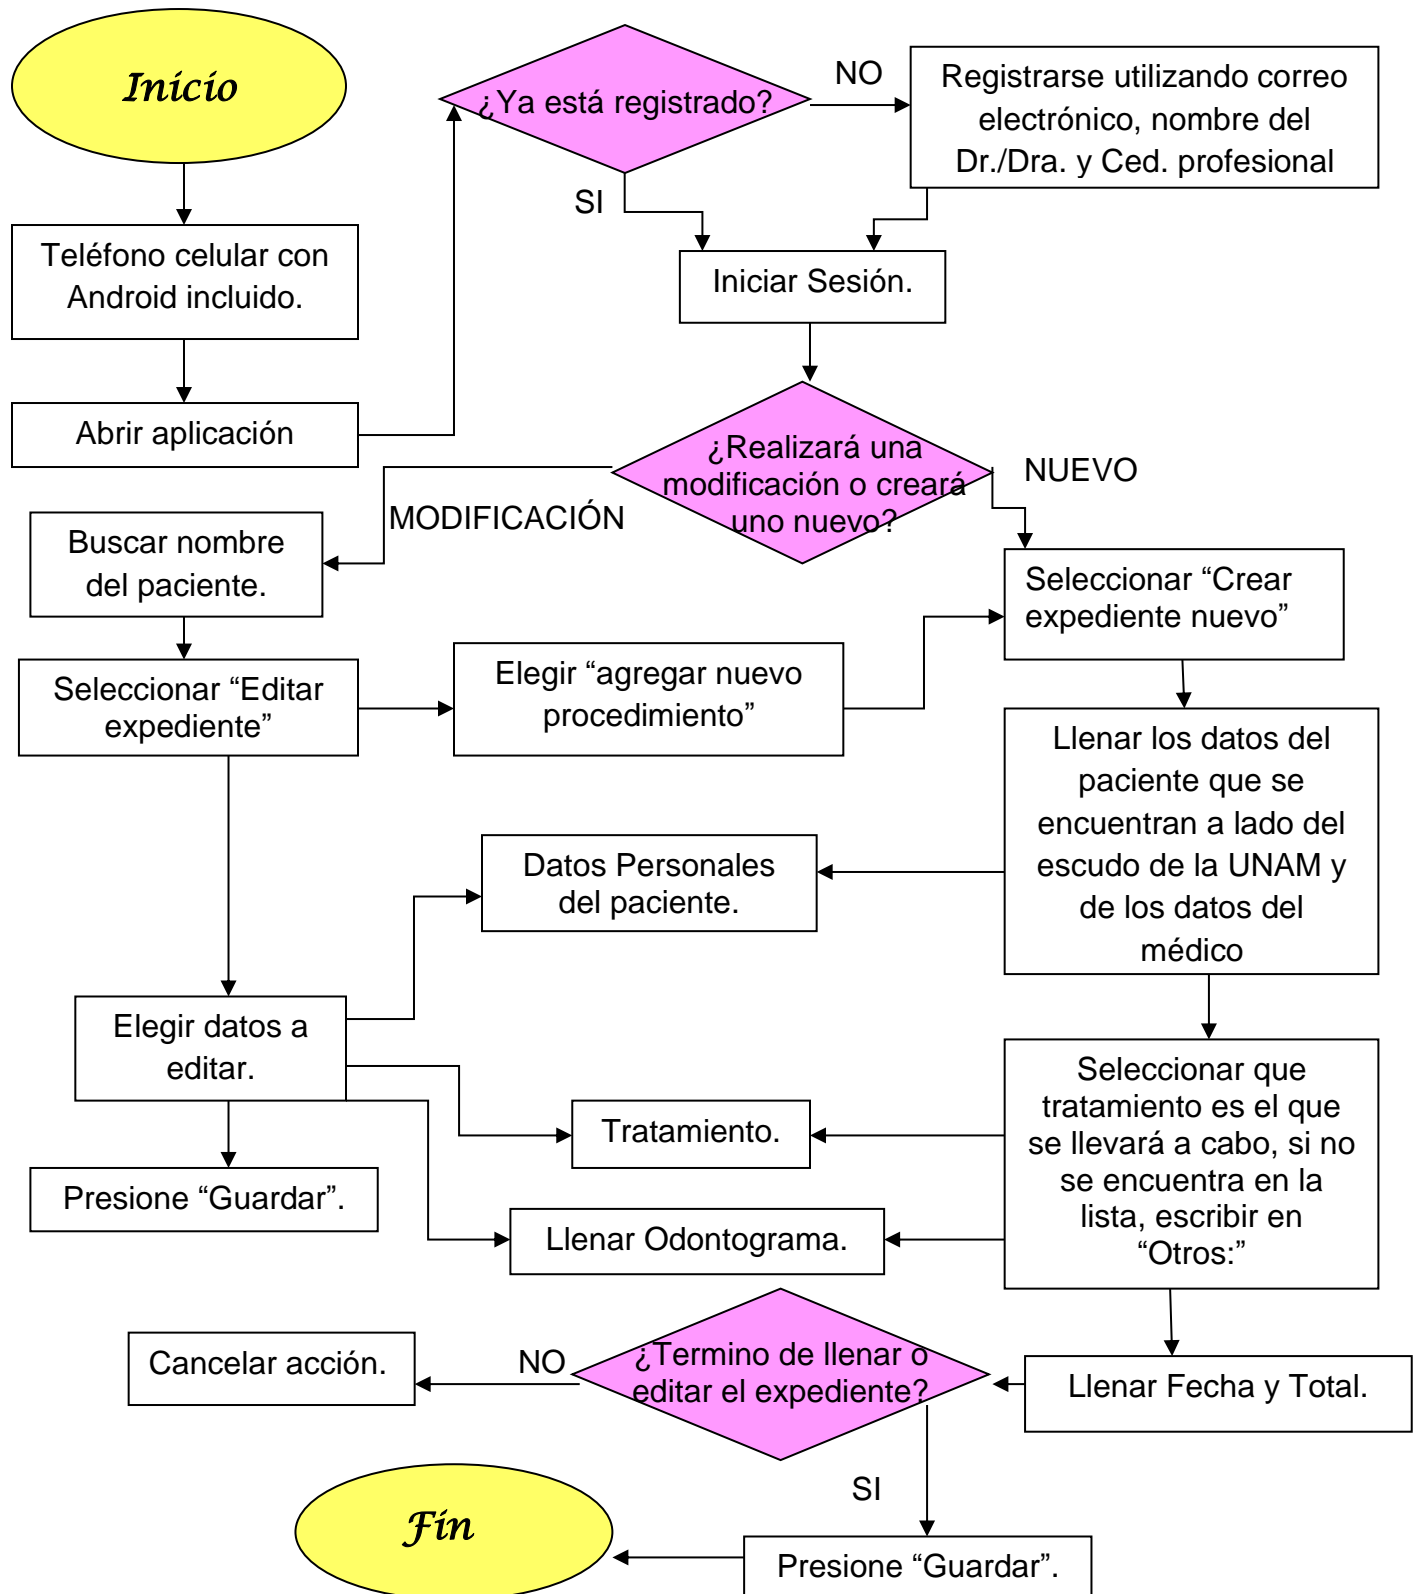 Inicio
¿Ya está registrado?
NO
Registrarse utilizando correo
electrónico, nombre del
Dr./Dra. y Ced. profesional
SI
Teléfono celular con
Android incluido.
Iniciar Sesión.
Abrir aplicación
¿Realizará una
modificación o creará
uno nuevo?
NUEVO
MODIFICACIÓN
Buscar nombre
del paciente.
Seleccionar “Crear
expediente nuevo”
Seleccionar “Editar
expediente”
Elegir “agregar nuevo
procedimiento”
Llenar los datos del
paciente que se
encuentran a lado del
escudo de la UNAM y
de los datos del
médico
Datos Personales
del paciente.
Elegir datos a
editar.
Seleccionar que
tratamiento es el que
se llevará a cabo, si no
se encuentra en la
lista, escribir en
“Otros:”
Tratamiento.
Presione “Guardar”.
Llenar Odontograma.
Cancelar acción.
NO
¿Termino de llenar o
editar el expediente?
Llenar Fecha y Total.
SI
Fin
Presione “Guardar”.